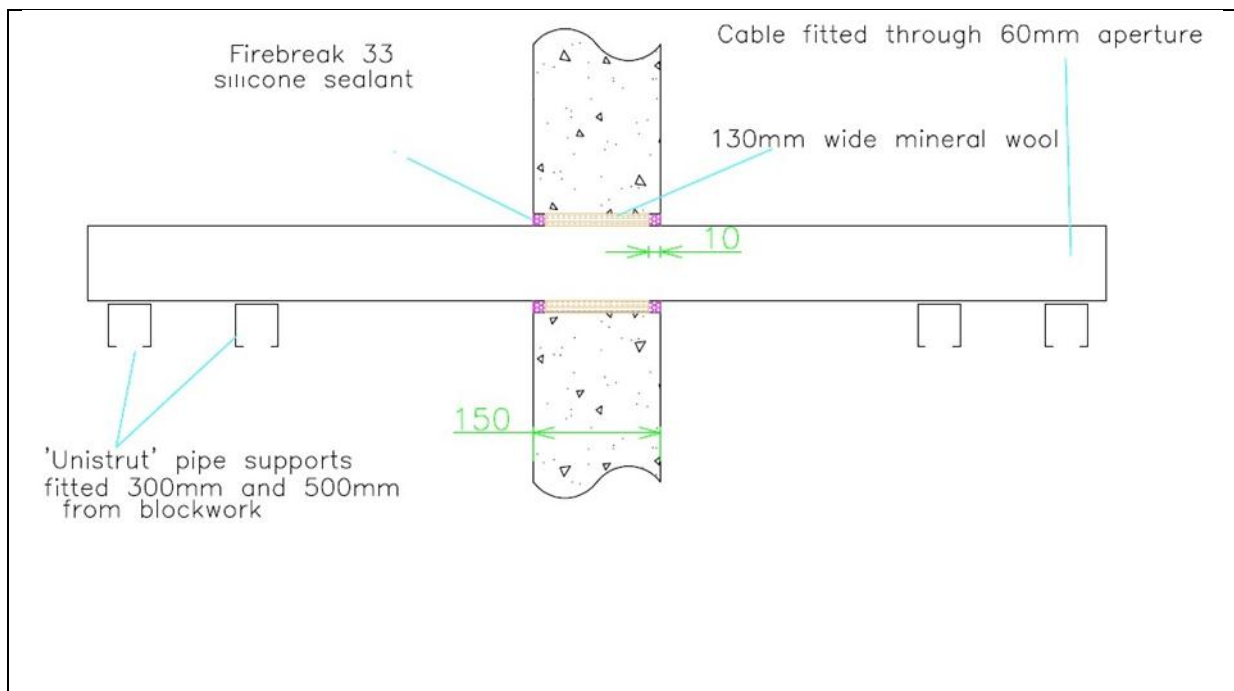 Firebreak 33
silicone sealant
Cable fitted through 60mm aperture
130mm wide mineral wool
10
150
'Unistrut' pipe supports
fitted 300mm and 500mm
from blockwork